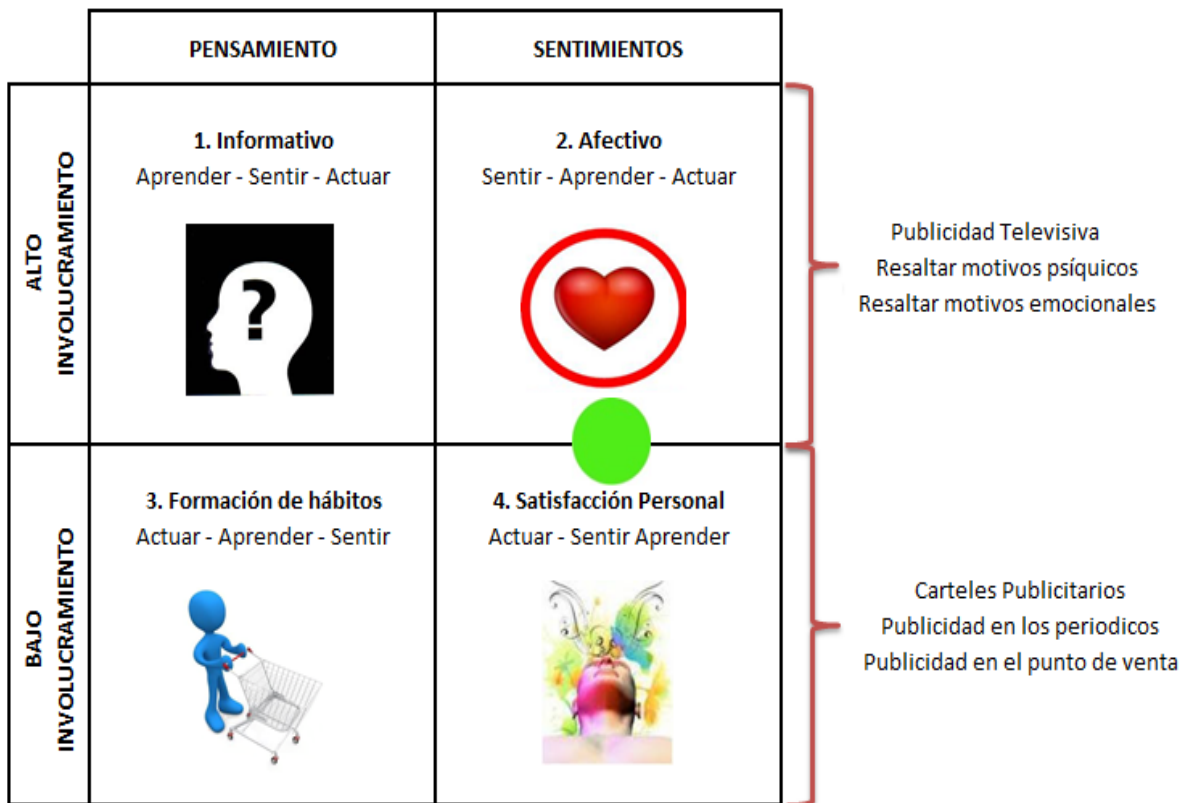 PENSAMIENTO
SENTIMIENTOS
ALTO
INVOLUCRAMIENTO
1. Informativo
Aprender - Sentir - Actuar
?
2. Afectivo
Sentir - Aprender - Actuar
Publicidad Televisiva
Resaltar motivos psíquicos
Resaltar motivos emocionales
BAJO
INVOLUCRAMIENTO
3. Formación de hábitos
Actuar - Aprender - Sentir
4. Satisfacción Personal
Actuar - Sentir Aprender
Carteles Publicitarios
Publicidad en los periodicos
Publicidad en el punto de venta